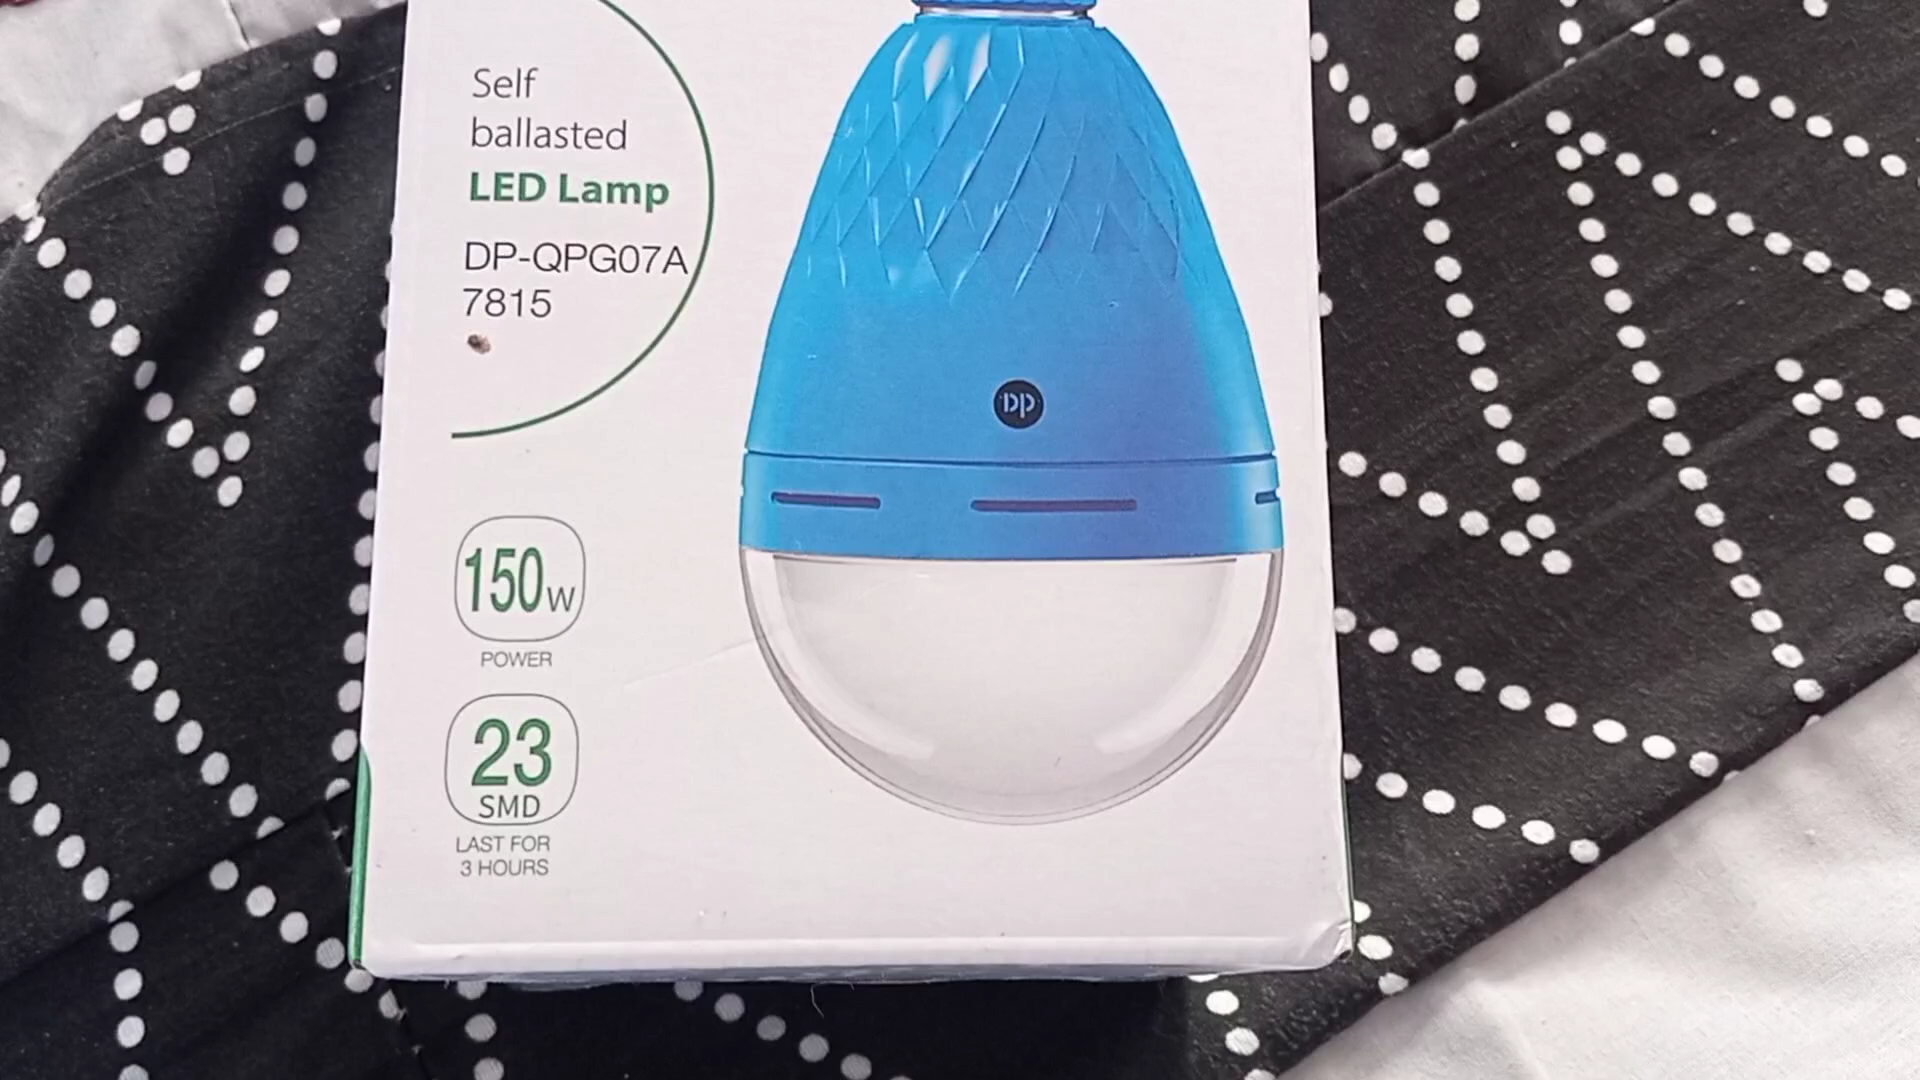 Self
ballasted
LED Lamp
DP-QPG07A
7815
DP
150W
POWER
23
SMD
LAST FOR
3 HOURS